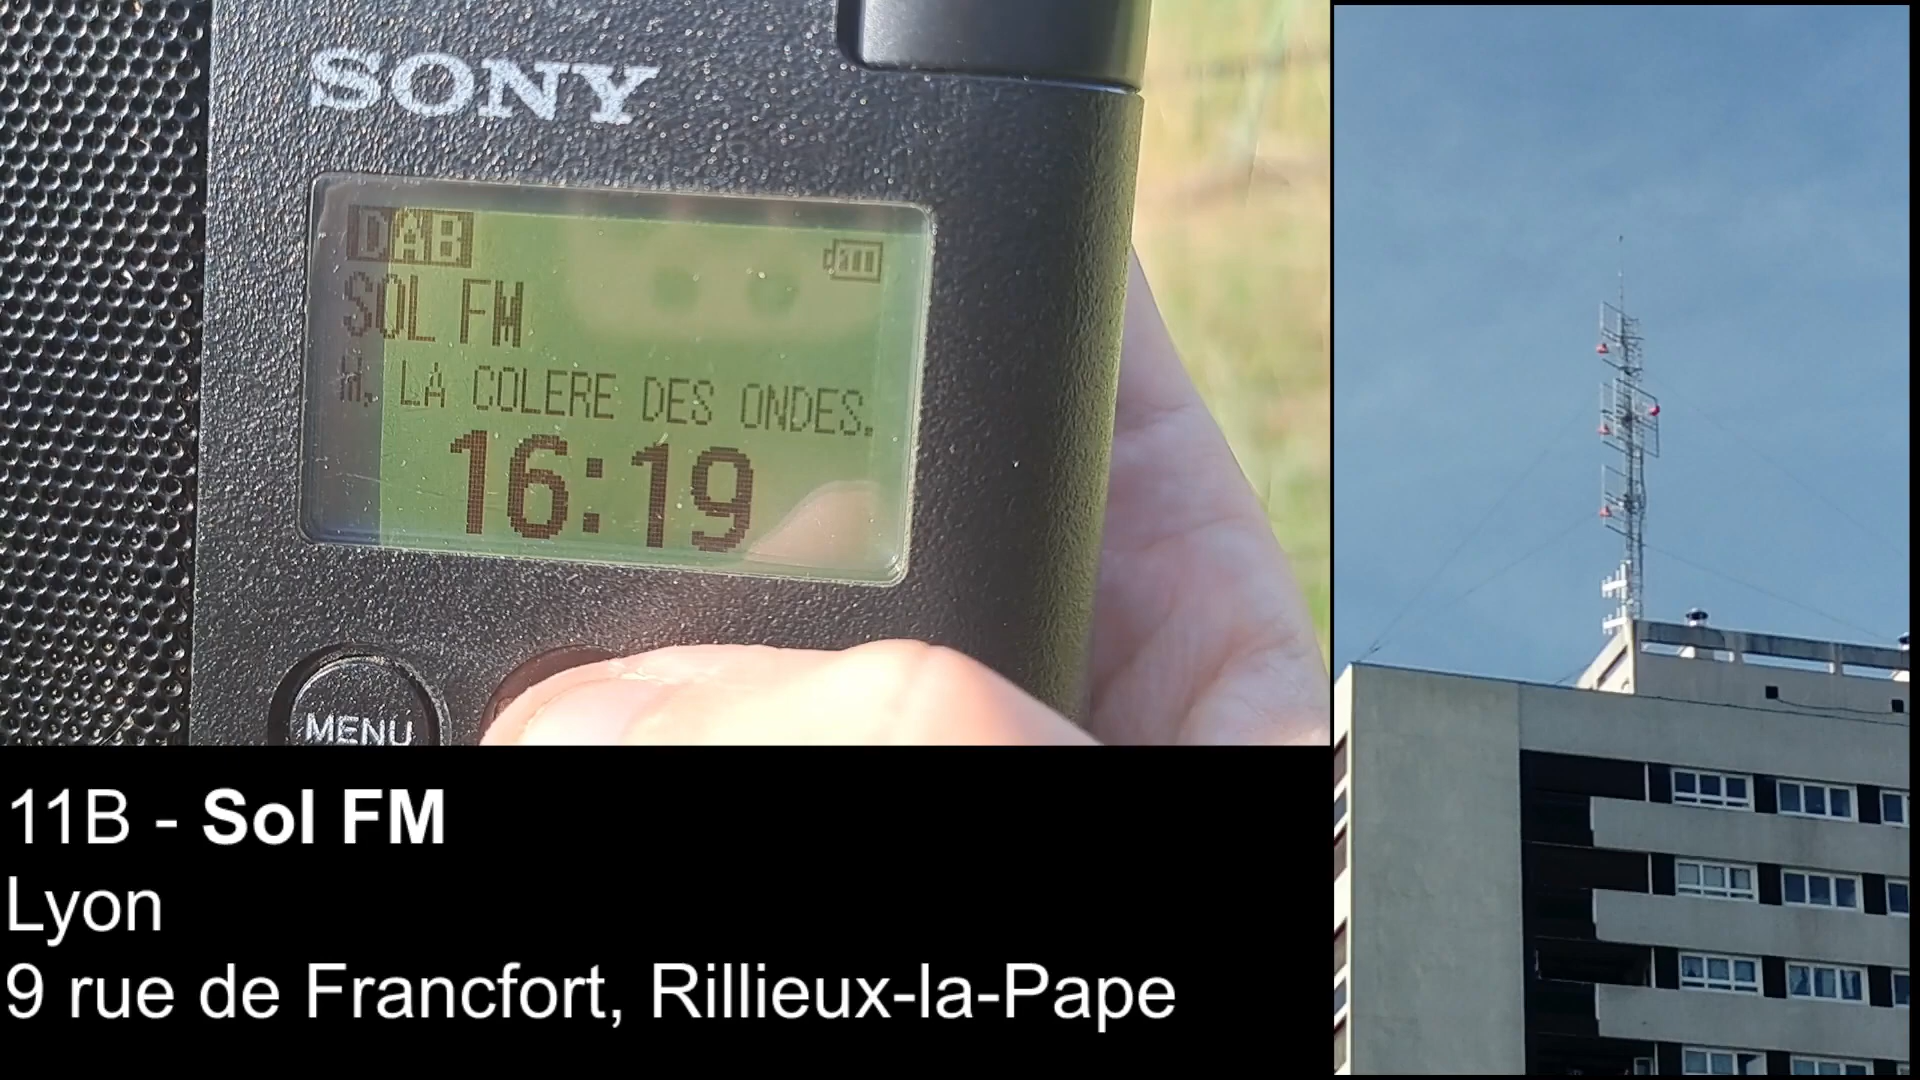 SONY
DAB
SOL FM
M, LA COLERE DES ONDES.
16:19
MENU
11B - Sol FM
Lyon
9 rue de Francfort, Rillieux-la-Pape